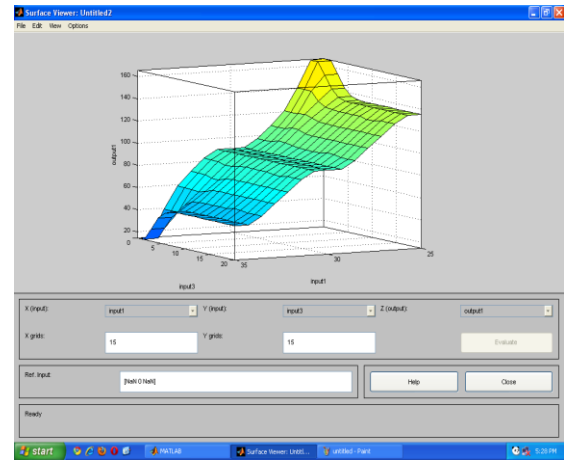 Surface Viewer: Untitled2
File Edit View Options
160
140
120
100
80
60
40
20
output1
0 5 10 15 20
25 30 25
input3
input1
X (input): input1 Y (input): input3 Z (output): output1
X grids: 15 Y grids: 15 Evaluate
Ref. Input: [NaN 0 NaN] Help Close
Ready
start MATLAB Surface Viewer: Untitl... untitled - Paint 5:28 PM